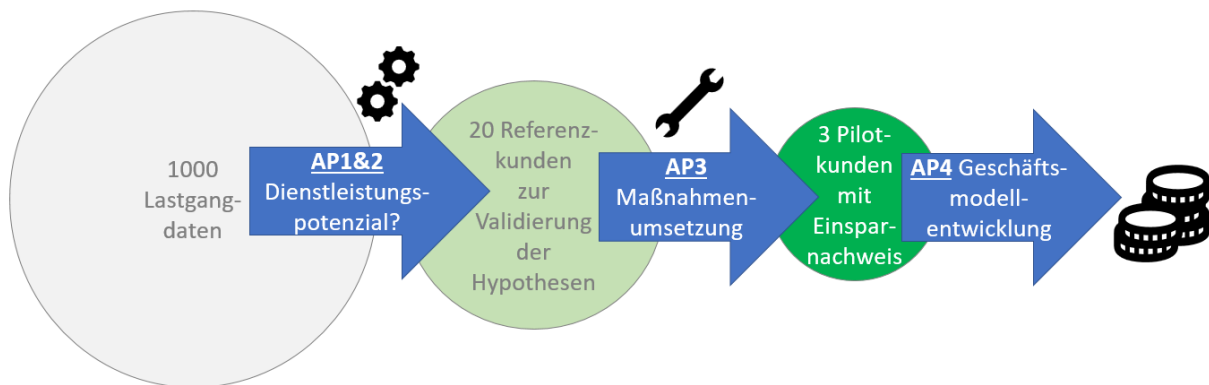 1000
Lastgang-
daten
AP1&2
Dienstleistungs-
potenzial?
20 Referenz-
kunden
zur
Validierung
der
Hypothesen
AP3
Maßnahmen-
umsetzung
3 Pilot-
kunden
mit
Einspar-
nachweis
AP4 Geschäfts-
modell-
entwicklung